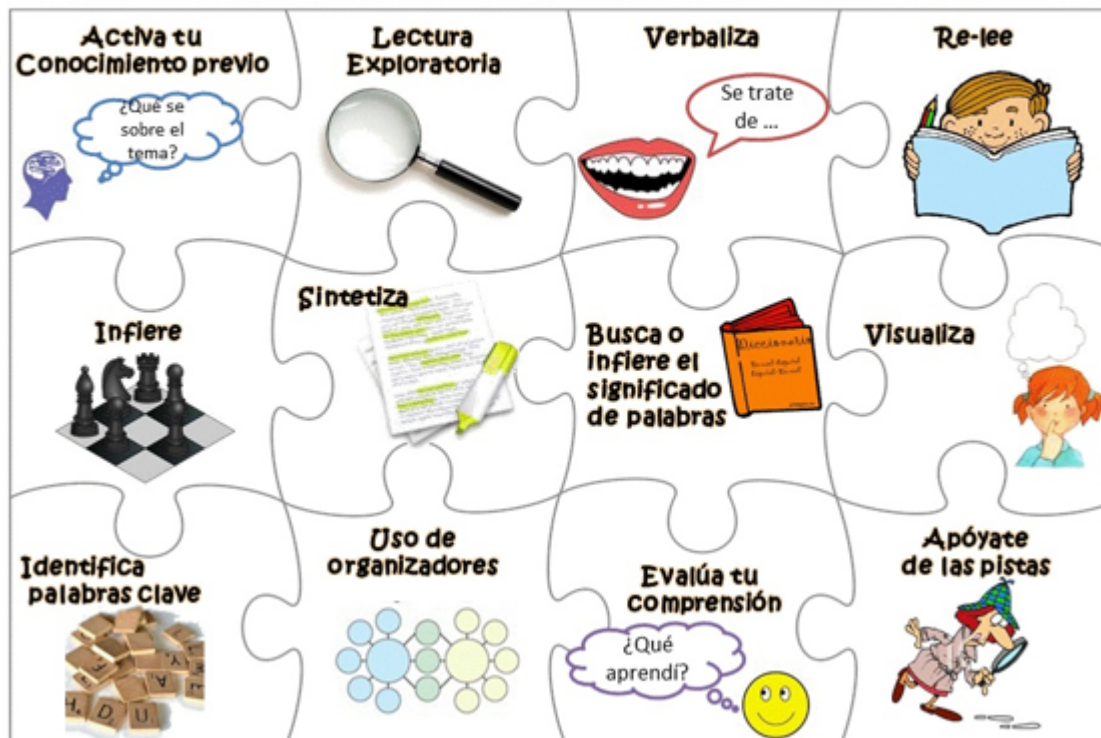 Activa tu
Conocimiento previo
¿Qué se
sobre el
tema?
Lectura
Exploratoria
Verbaliza
Se trate
de ...
Re-lee
Infiere
Sintetiza
Busca o
infiere el
significado
de palabras
Diccionario
Visualiza
Identifica
palabras clave
H D U
Uso de
organizadores
Evalúa tu
comprensión
¿Qué
aprendí?
Apóyate
de las pistas